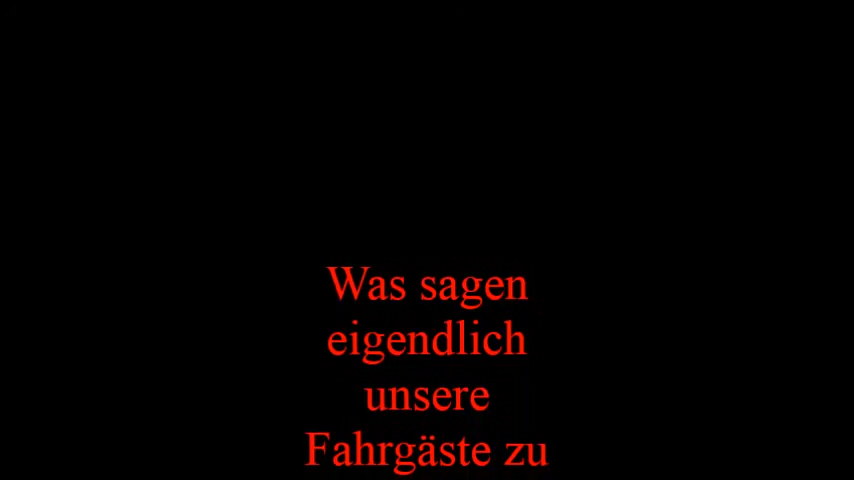 Was sagen
eigendlich
unsere
Fahrgäste zu